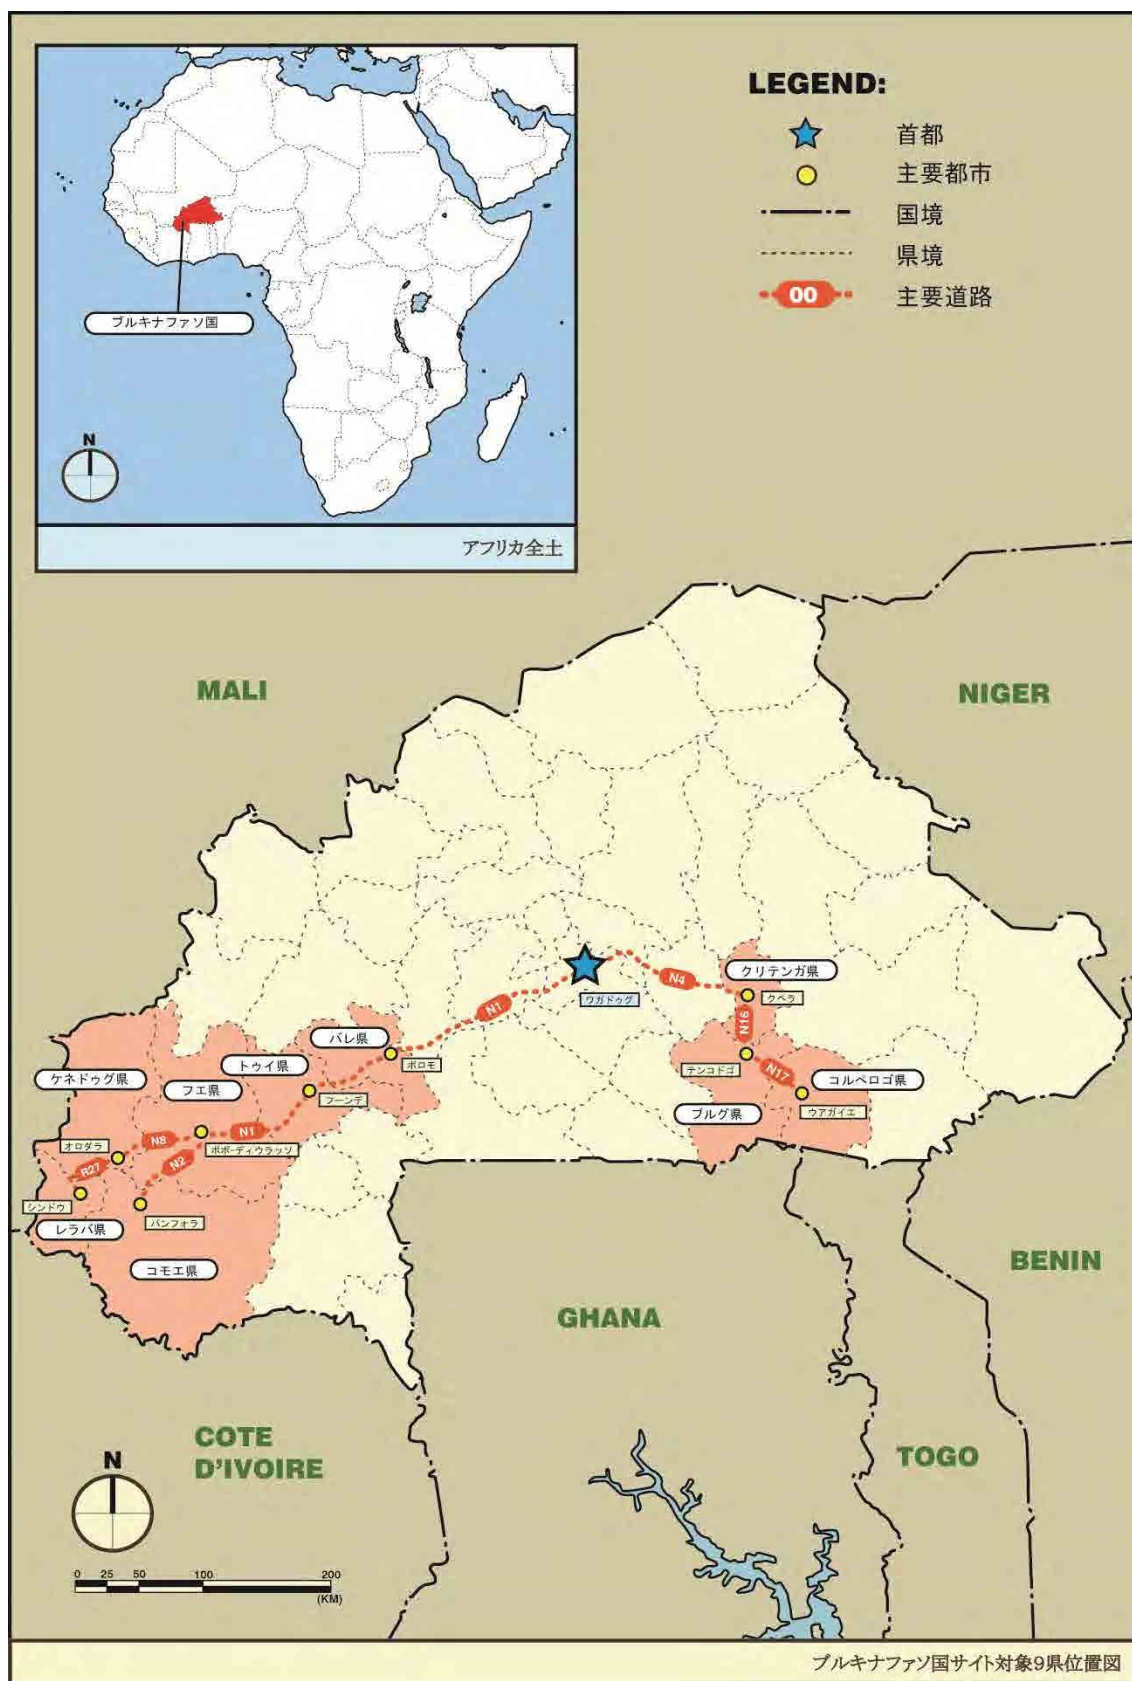 LEGEND:
首都
主要都市
国境
県境
00 主要道路
ブルキナファソ国
N
アフリカ全土
MALI
NIGER
N4
クリテンガ県
クペラ
N1
ワガドゥグ
N16
バレ県
ボロモ
テンコドゴ
N17
コルペロゴ県
トゥイ県
ケネドゥグ県
フエ県
フーンデ
ウアガイエ
ブルグ県
オロダラ
N8
N1
ボボ-ディウラッソ
R27
N2
シンドウ
バンフォラ
レラバ県
コモエ県
BENIN
GHANA
COTE
D'IVOIRE
TOGO
N
0 25 50 100 200
(KM)
ブルキナファソ国サイト対象9県位置図